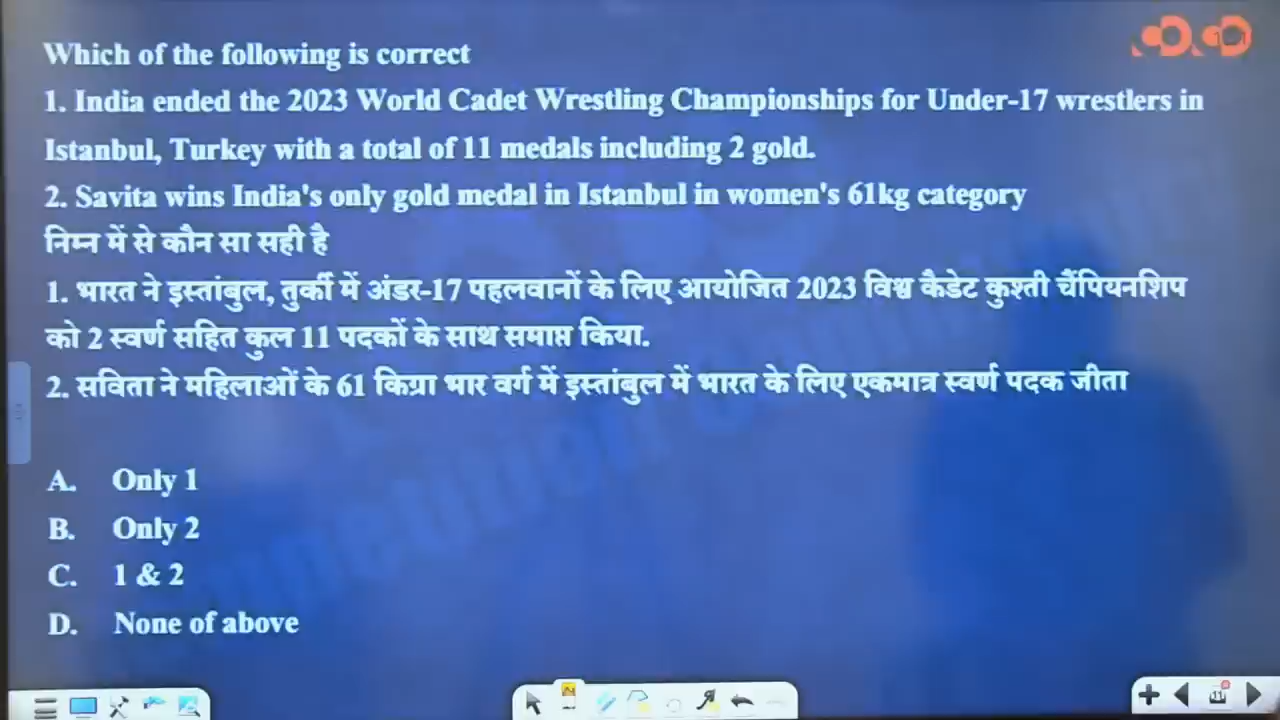 Which of the following is correct
1. India ended the 2023 World Cadet Wrestling Championships for Under-17 wrestlers in
Istanbul, Turkey with a total of 11 medals including 2 gold.
2. Savita wins India's only gold medal in Istanbul in women's 61kg category
निम्न में से कौन सा सही है
1. भारत ने इस्तांबुल, तुर्की में अंडर-17 पहलवानों के लिए आयोजित 2023 विश्व कैडेट कुश्ती चैंपियनशिप
को 2 स्वर्ण सहित कुल 11 पदकों के साथ समाप्त किया.
2. सविता ने महिलाओं के 61 किग्रा भार वर्ग में इस्तांबुल में भारत के लिए एकमात्र स्वर्ण पदक जीता
A. Only 1
B. Only 2
C. 1 & 2
D. None of above